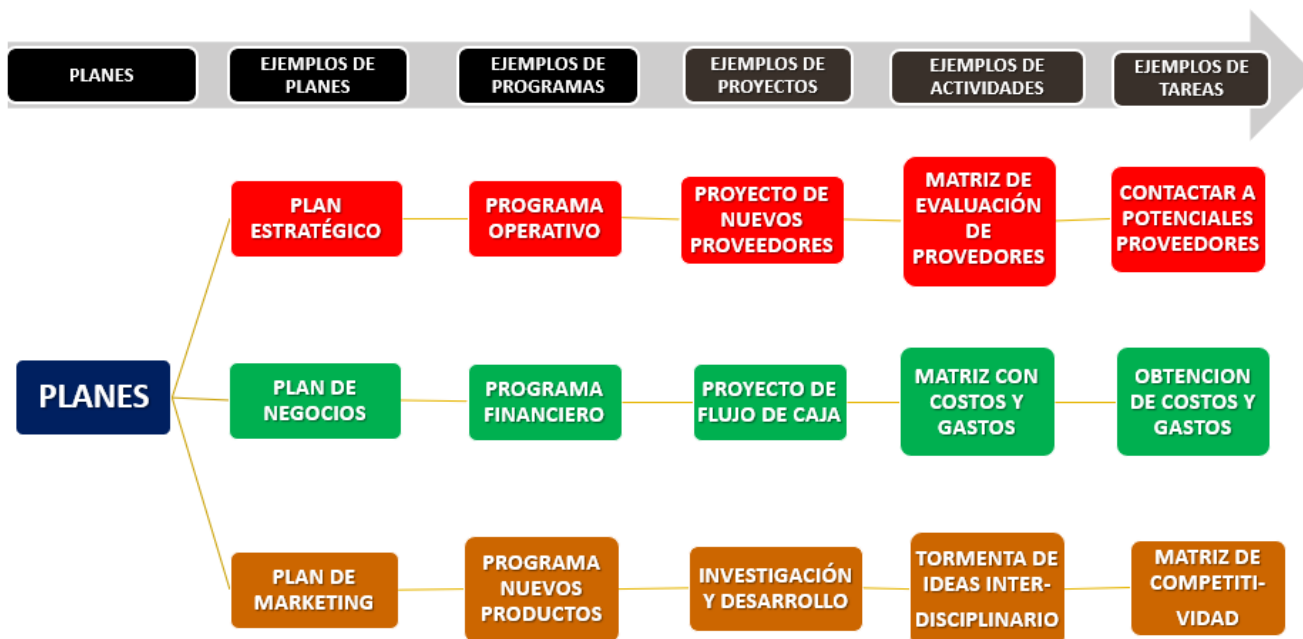 PLANES
EJEMPLOS DE
PLANES
EJEMPLOS DE
PROGRAMAS
EJEMPLOS DE
PROYECTOS
EJEMPLOS DE
ACTIVIDADES
EJEMPLOS DE
TAREAS
PLANES
PLAN
ESTRATÉGICO
PROGRAMA
OPERATIVO
PROYECTO DE
NUEVOS
PROVEEDORES
MATRIZ DE
EVALUACIÓN
DE
PROVEDORES
CONTACTAR A
POTENCIALES
PROVEEDORES
PLAN DE
NEGOCIOS
PROGRAMA
FINANCIERO
PROYECTO DE
FLUJO DE CAJA
MATRIZ CON
COSTOS Y
GASTOS
OBTENCION
DE COSTOS Y
GASTOS
PLAN DE
MARKETING
PROGRAMA
NUEVOS
PRODUCTOS
INVESTIGACIÓN
Y DESARROLLO
TORMENTA DE
IDEAS INTER-
DISCIPLINARIO
MATRIZ DE
COMPETITI-
VIDAD